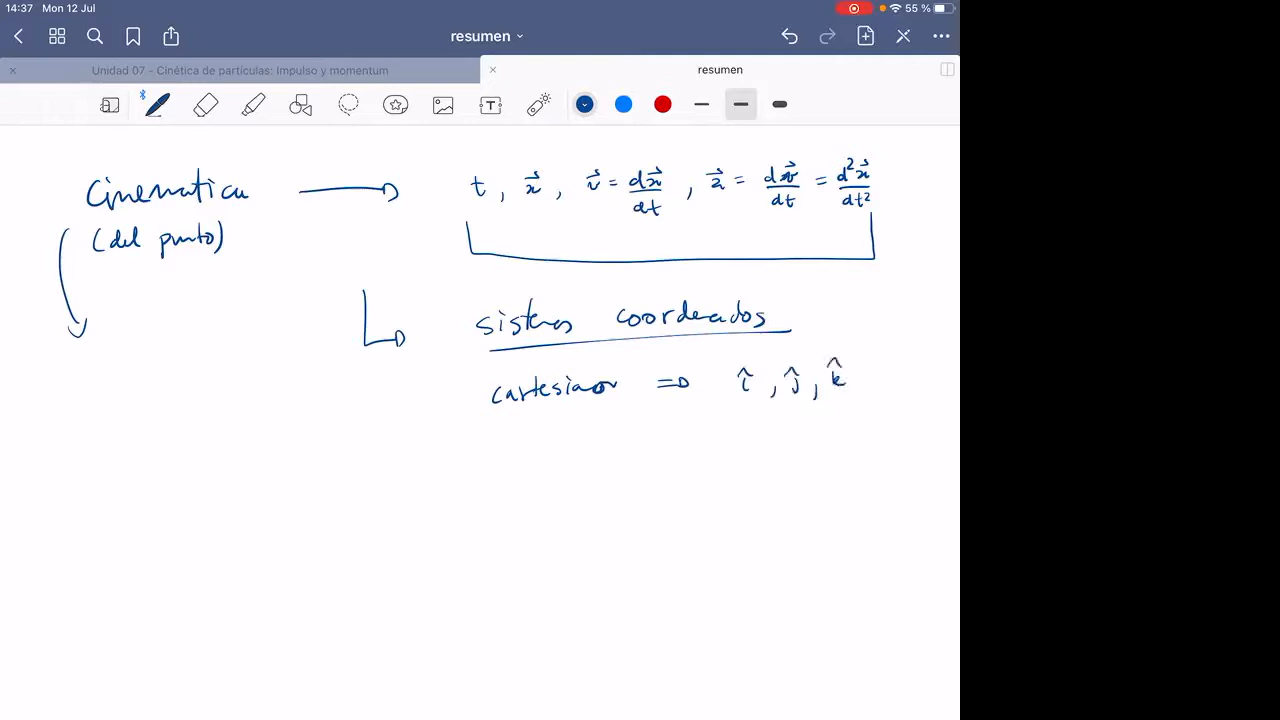 14:37 Mon 12 Jul 55 %
resumen
Unidad 07 - Cinética de partículas: Impulso y momentum
resumen
T
Cinematica → t, x⃗, v⃗ = dx⃗/dt, a⃗ = dv⃗/dt = d²x⃗/dt²
(del punto)
sistemas coordenados
cartesiano ⇒ î, ĵ, k̂